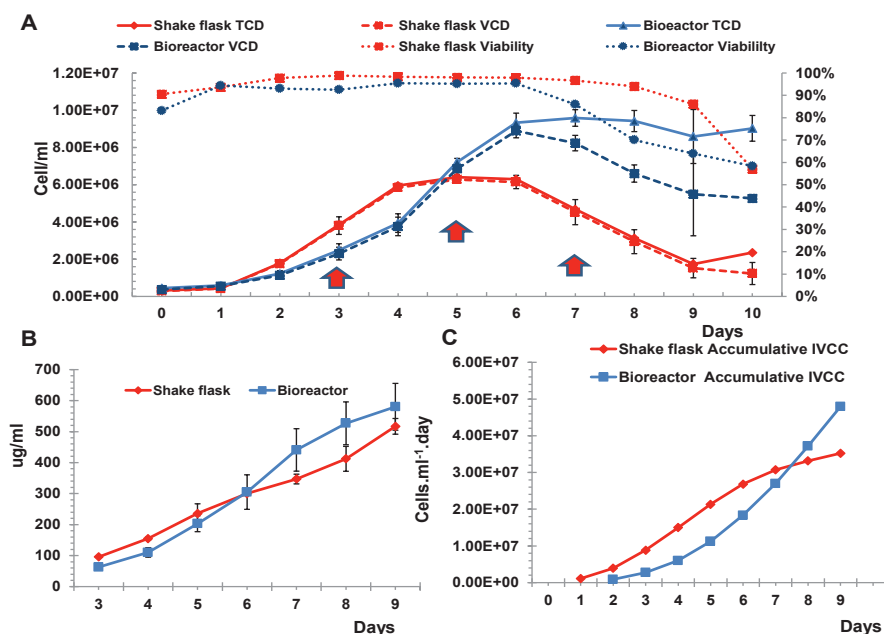 A
Shake flask TCD
Shake flask VCD
Bioeactor TCD
Bioreactor VCD
Shake flask Viability
Bioreactor Viablility
1.20E+07
1.00E+07
8.00E+06
6.00E+06
4.00E+06
2.00E+06
0.00E+00
Cell/ml
100%
90%
80%
70%
60%
50%
40%
30%
20%
10%
0%
0 1 2 3 4 5 6 7 8 9 10
Days
B
Shake flask
Bioreactor
700
600
500
400
300
200
100
0
ug/ml
3 4 5 6 7 8 9
Days
C
Shake flask Accumulative IVCC
Bioreactor Accumulative IVCC
6.00E+07
5.00E+07
4.00E+07
3.00E+07
2.00E+07
1.00E+07
0.00E+00
Cells.ml⁻¹.day
0 1 2 3 4 5 6 7 8 9
Days